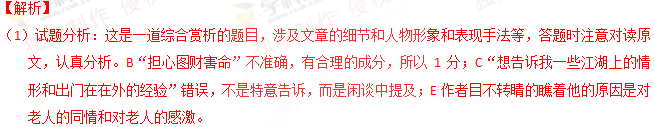 【解析】
(1)试题分析：这是一道综合赏析的题目，涉及文章的细节和人物形象和表现手法等，答题时注意对读原
文，认真分析。B“担心图财害命”不准确，有合理的成分，所以 1 分；C“想告诉我一些江湖上的情
形和出门在在外的经验”错误，不是特意告诉，而是闲谈中提及；E 作者目不转睛的瞧着他的原因是对
老人的同情和对老人的感激。